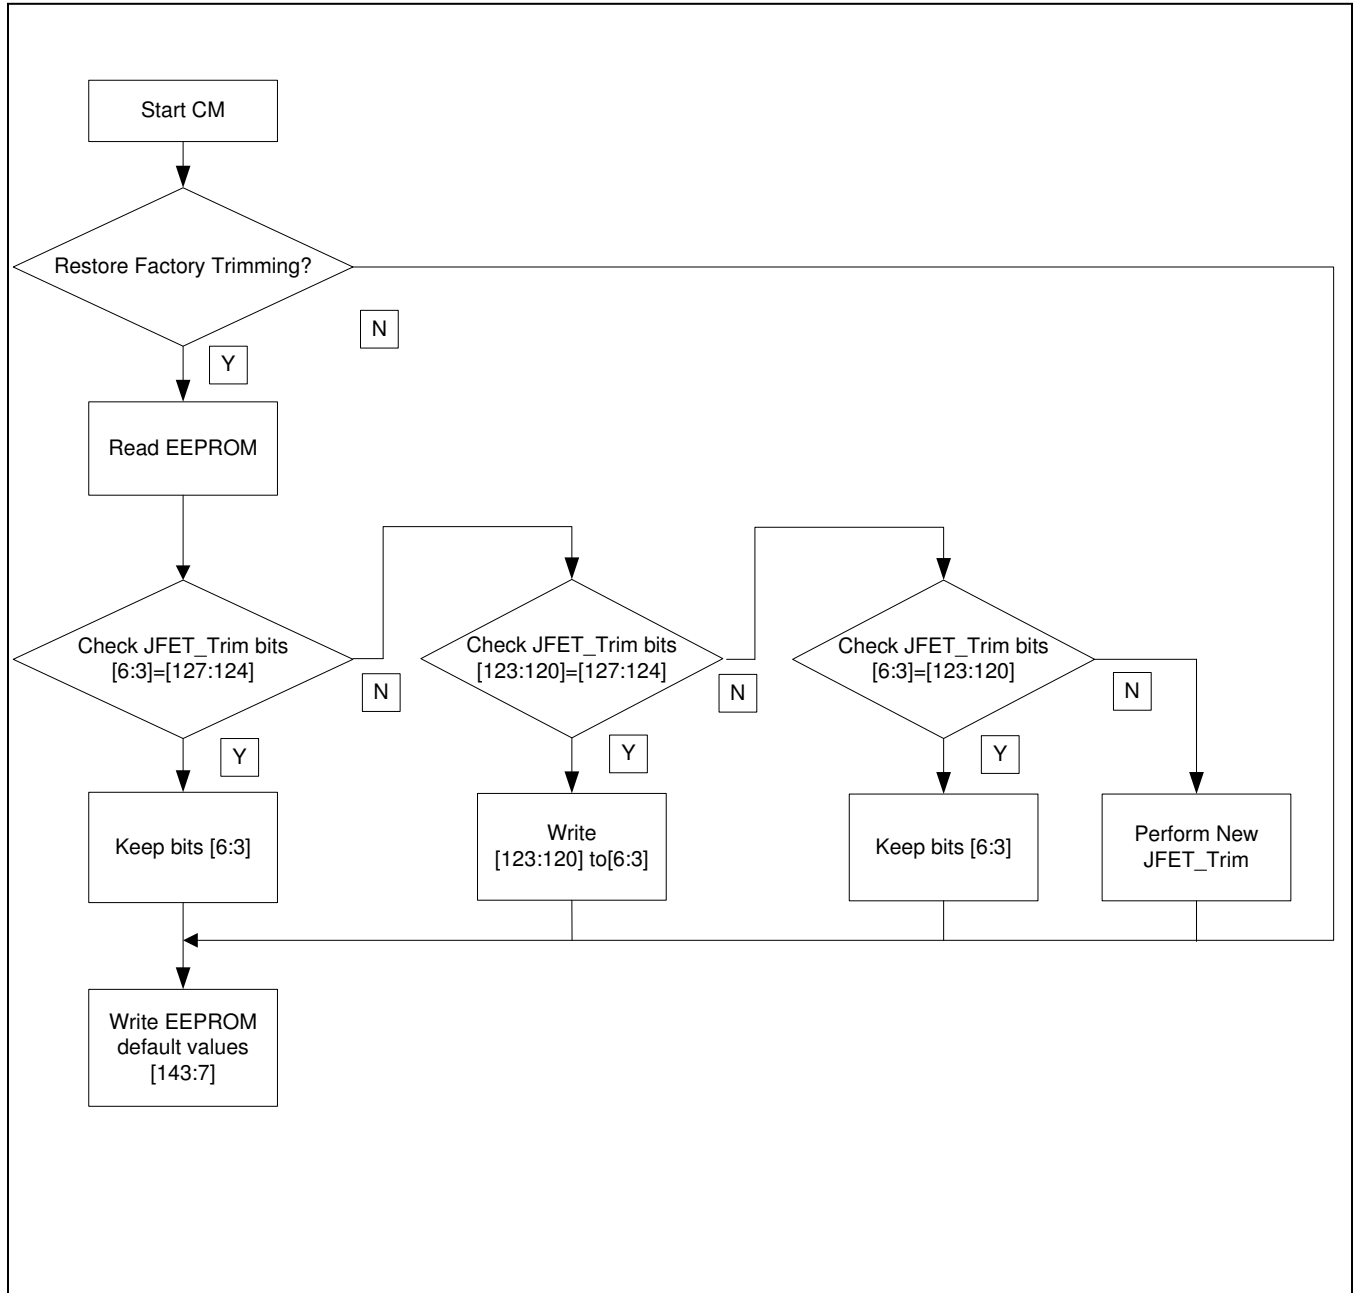 Start CM
Restore Factory Trimming?
N
Y
Read EEPROM
Check JFET_Trim bits
[6:3]=[127:124]
N
Y
Check JFET_Trim bits
[123:120]=[127:124]
N
Y
Check JFET_Trim bits
[6:3]=[123:120]
N
Y
Keep bits [6:3]
Write
[123:120] to[6:3]
Keep bits [6:3]
Perform New
JFET_Trim
Write EEPROM
default values
[143:7]